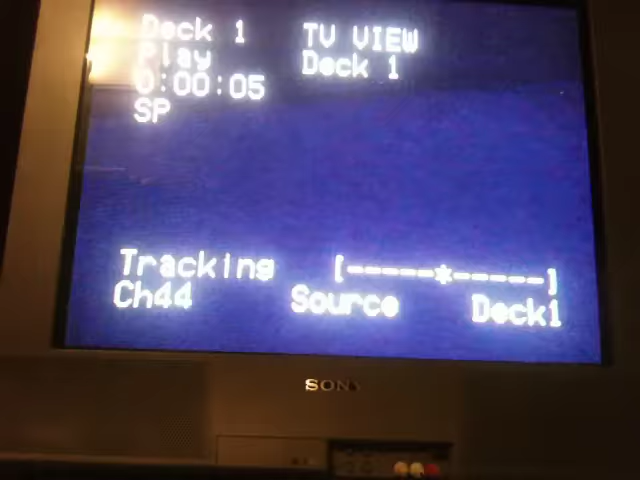 Deck 1
Play
0:00:05
SP
TV VIEW
Deck 1
Tracking [-----*-----]
Ch44 Source Deck1
SONY